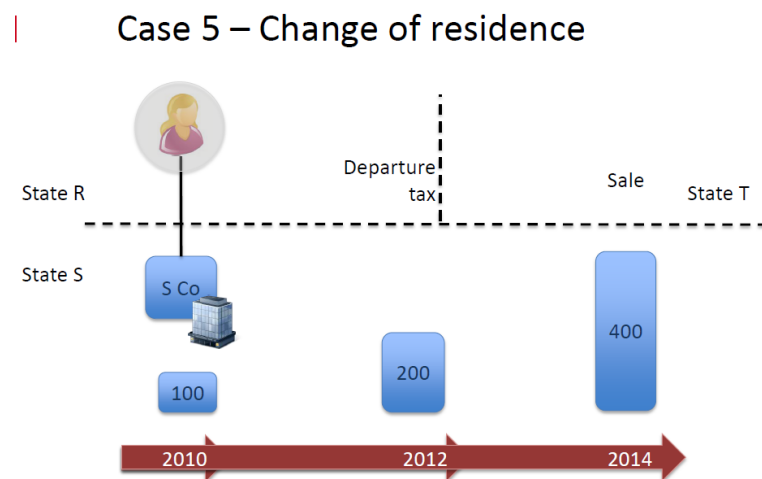 Case 5 – Change of residence
Departure
tax
State R
Sale
State T
State S
S Co
100
200
400
2010
2012
2014